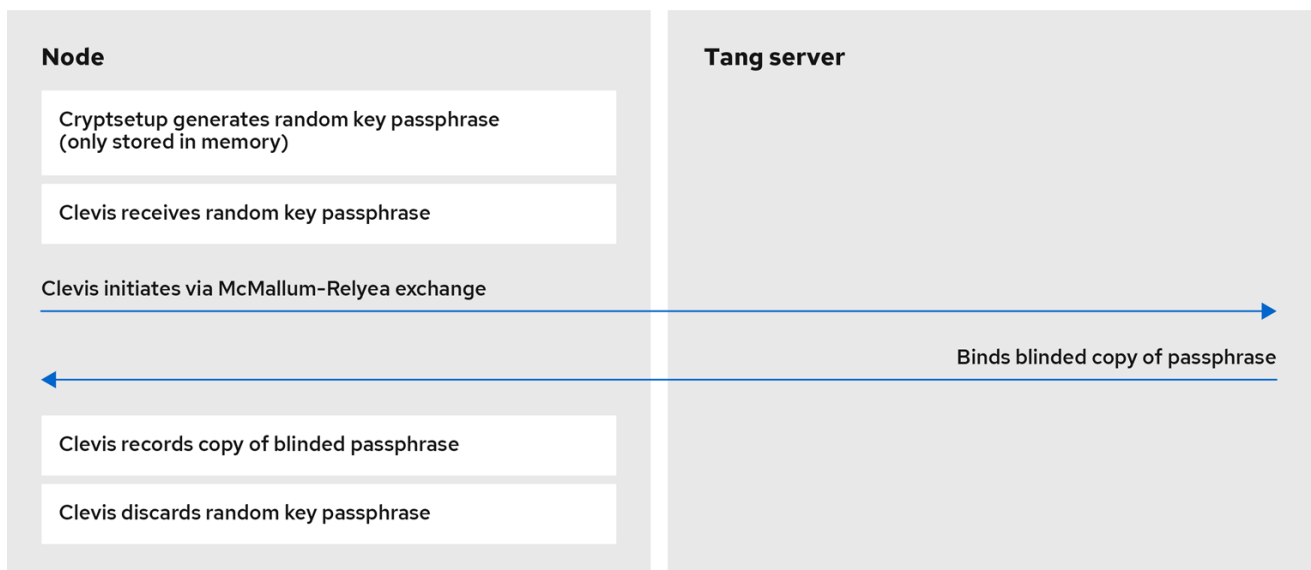 Node
Cryptsetup generates random key passphrase
(only stored in memory)
Clevis receives random key passphrase
Clevis initiates via McMallum-Relyea exchange
Clevis records copy of blinded passphrase
Clevis discards random key passphrase
Tang server
Binds blinded copy of passphrase